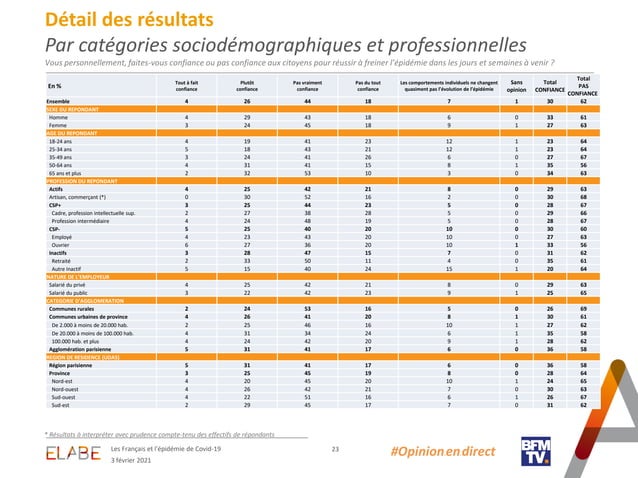 Détail des résultats
Par catégories sociodémographiques et professionnelles
Vous personnellement, faites-vous confiance ou pas confiance aux citoyens pour réussir à freiner l'épidémie dans les jours et semaines à venir ?
En % Tout à fait confiance Plutôt confiance Pas vraiment confiance Pas du tout confiance Les comportements individuels ne changent quasiment pas l'évolution de l'épidémie Sans opinion Total CONFIANCE Total PAS CONFIANCE
Ensemble 4 26 44 18 7 1 30 62
SEXE DU REPONDANT
Homme 4 29 43 18 6 0 33 61
Femme 3 24 45 18 9 1 27 63
AGE DU REPONDANT
18-24 ans 4 19 41 23 12 1 23 64
25-34 ans 5 18 43 21 12 1 23 64
35-49 ans 3 24 41 26 6 0 27 67
50-64 ans 4 31 41 15 8 1 35 56
65 ans et plus 2 32 53 10 3 0 34 63
PROFESSION DU REPONDANT
Actifs 4 25 42 21 8 0 29 63
Artisan, commerçant (*) 0 30 52 16 2 0 30 68
CSP+ 3 25 44 23 5 0 28 67
Cadre, profession intellectuelle sup. 2 27 38 28 5 0 29 66
Profession intermédiaire 4 24 48 19 5 0 28 67
CSP- 5 25 40 20 10 0 30 60
Employé 4 23 43 20 10 0 27 63
Ouvrier 6 27 36 20 10 1 33 56
Inactifs 3 28 47 15 7 0 31 62
Retraité 2 33 50 11 4 0 35 61
Autre inactif 5 15 40 24 15 1 20 64
NATURE DE L'EMPLOYEUR
Salarié du privé 4 25 42 21 8 0 29 63
Salarié du public 3 22 42 23 9 1 25 65
CATEGORIE D'AGGLOMERATION
Communes rurales 2 24 53 16 5 0 26 69
Communes urbaines de province 4 26 41 20 8 1 30 61
De 2.000 à moins de 20.000 hab. 2 25 46 16 10 1 27 62
De 20.000 à moins de 100.000 hab. 4 31 34 24 6 1 35 58
100.000 hab. et plus 4 24 42 20 9 1 28 62
Agglomération parisienne 5 31 41 17 6 0 36 58
REGION DE RESIDENCE (UDA5)
Région parisienne 5 31 41 17 6 0 36 58
Province 3 25 45 19 8 0 28 64
Nord-est 4 20 45 20 10 1 24 65
Nord-ouest 4 26 42 21 7 0 30 63
Sud-ouest 4 22 51 16 6 1 26 67
Sud-est 2 29 45 17 7 0 31 62
* Résultats à interpréter avec prudence compte-tenu des effectifs de répondants
ELABE Les Français et l'épidémie de Covid-19 23 #Opinion en direct BFM TV.
3 février 2021